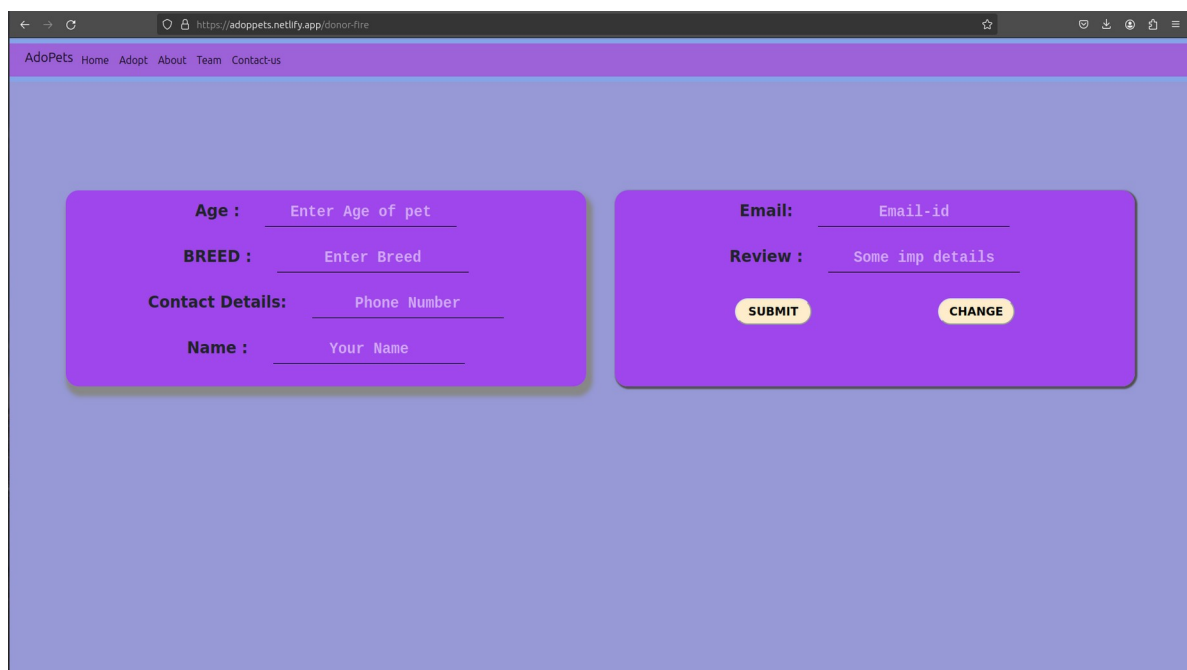 https://adoppets.netlify.app/donor-fire
AdoPets Home Adopt About Team Contact-us
Age : Enter Age of pet
BREED : Enter Breed
Contact Details: Phone Number
Name : Your Name
Email: Email-id
Review : Some imp details
SUBMIT CHANGE